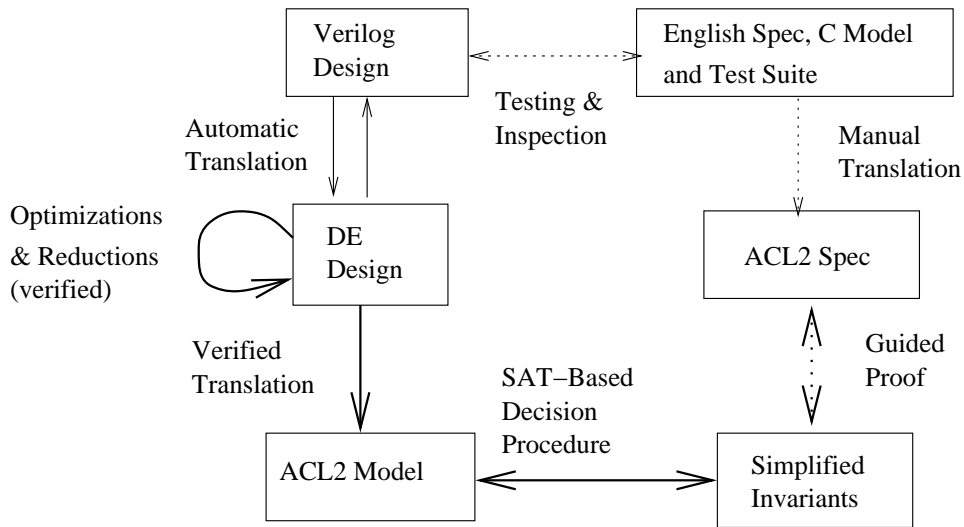 Verilog
Design
English Spec, C Model
and Test Suite
Testing &
Inspection
Automatic
Translation
Manual
Translation
Optimizations
& Reductions
(verified)
DE
Design
ACL2 Spec
Verified
Translation
Guided
Proof
SAT−Based
Decision
Procedure
ACL2 Model
Simplified
Invariants